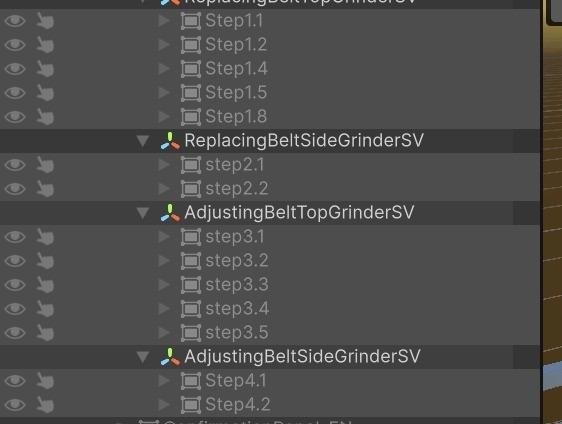 ReplacingBeltTopGrinderSV
Step1.1
Step1.2
Step1.4
Step1.5
Step1.8
ReplacingBeltSideGrinderSV
step2.1
step2.2
AdjustingBeltTopGrinderSV
step3.1
step3.2
step3.3
step3.4
step3.5
AdjustingBeltSideGrinderSV
Step4.1
Step4.2